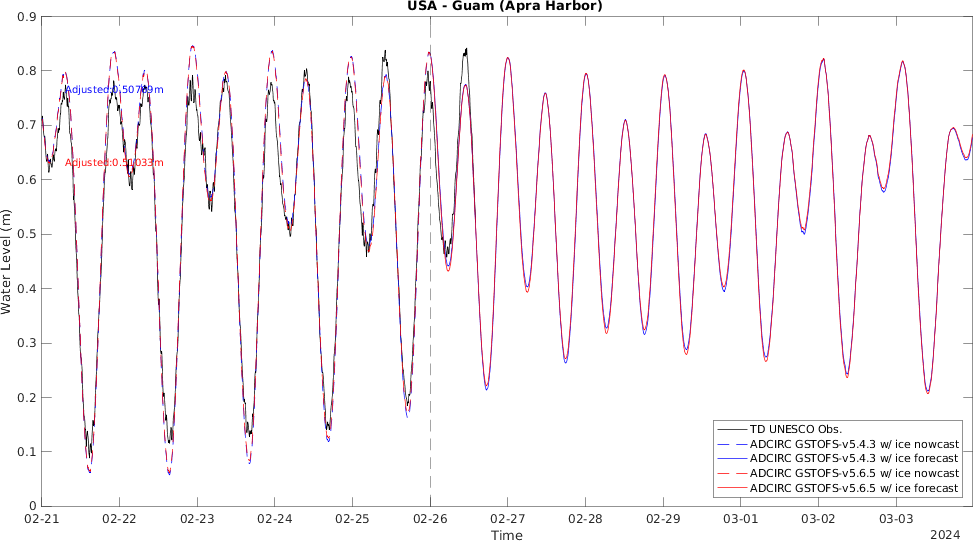 USA - Guam (Apra Harbor)
0.9
0.8
0.7
0.6
0.5
0.4
0.3
0.2
0.1
0
Water Level (m)
Adjusted:0.50769m
Adjusted:0.51033m
TD UNESCO Obs.
ADCIRC GSTOFS-v5.4.3 w/ ice nowcast
ADCIRC GSTOFS-v5.4.3 w/ ice forecast
ADCIRC GSTOFS-v5.6.5 w/ ice nowcast
ADCIRC GSTOFS-v5.6.5 w/ ice forecast
02-21 02-22 02-23 02-24 02-25 02-26 02-27 02-28 02-29 03-01 03-02 03-03
Time
2024